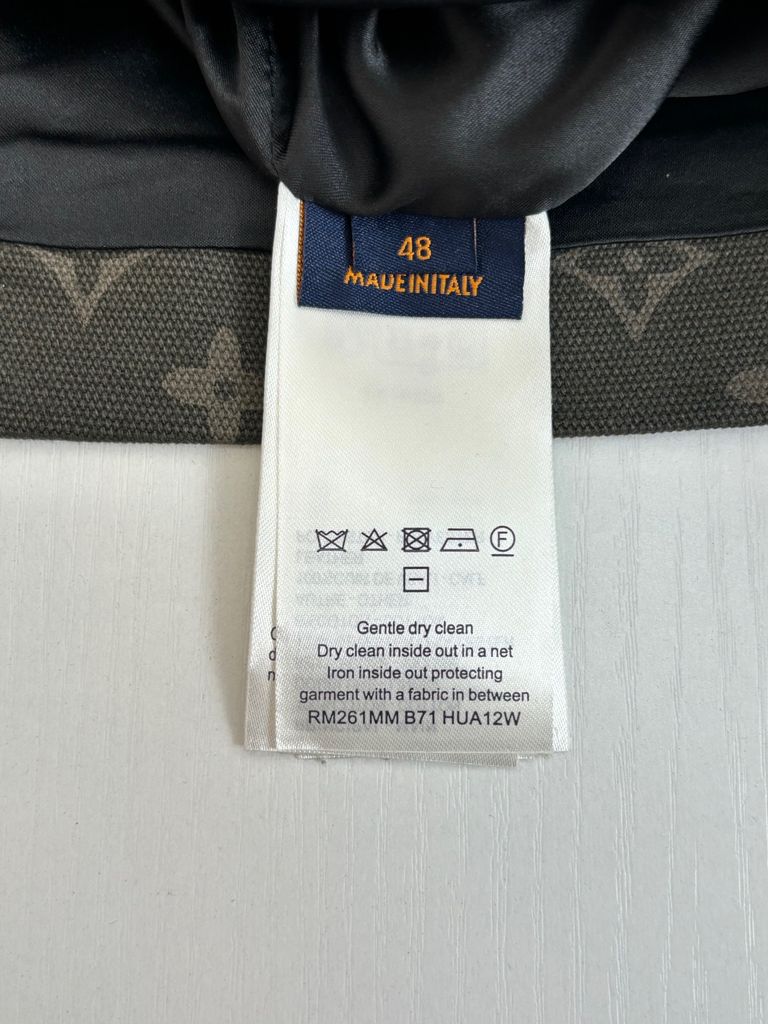 48
MADE IN ITALY
F
Gentle dry clean
Dry clean inside out in a net
Iron inside out protecting
garment with a fabric in between
RM261MM B71 HUA12W